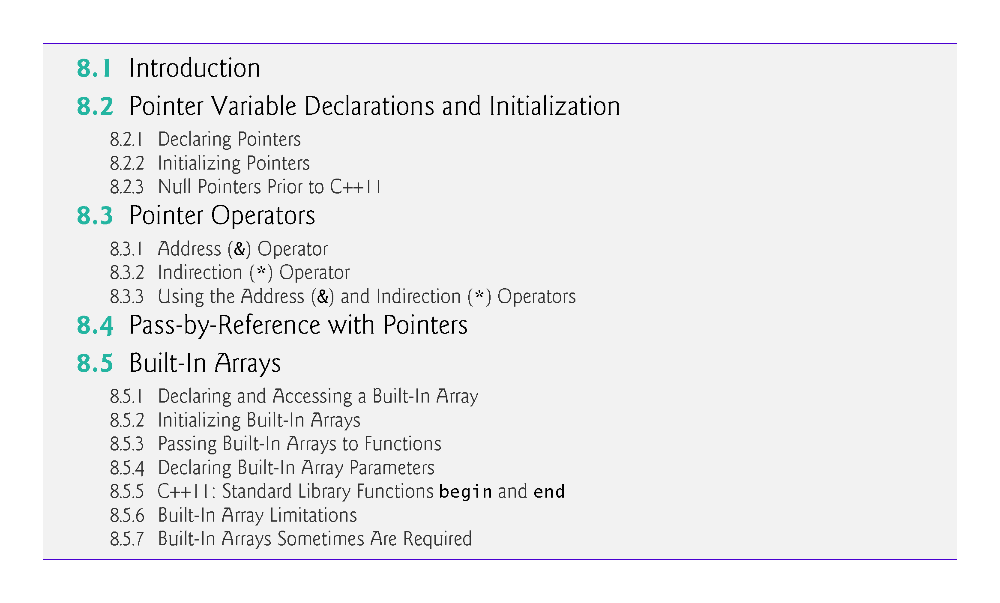 8.1 Introduction
8.2 Pointer Variable Declarations and Initialization
8.2.1 Declaring Pointers
8.2.2 Initializing Pointers
8.2.3 Null Pointers Prior to C++11
8.3 Pointer Operators
8.3.1 Address (&) Operator
8.3.2 Indirection (*) Operator
8.3.3 Using the Address (&) and Indirection (*) Operators
8.4 Pass-by-Reference with Pointers
8.5 Built-In Arrays
8.5.1 Declaring and Accessing a Built-In Array
8.5.2 Initializing Built-In Arrays
8.5.3 Passing Built-In Arrays to Functions
8.5.4 Declaring Built-In Array Parameters
8.5.5 C++11: Standard Library Functions begin and end
8.5.6 Built-In Array Limitations
8.5.7 Built-In Arrays Sometimes Are Required